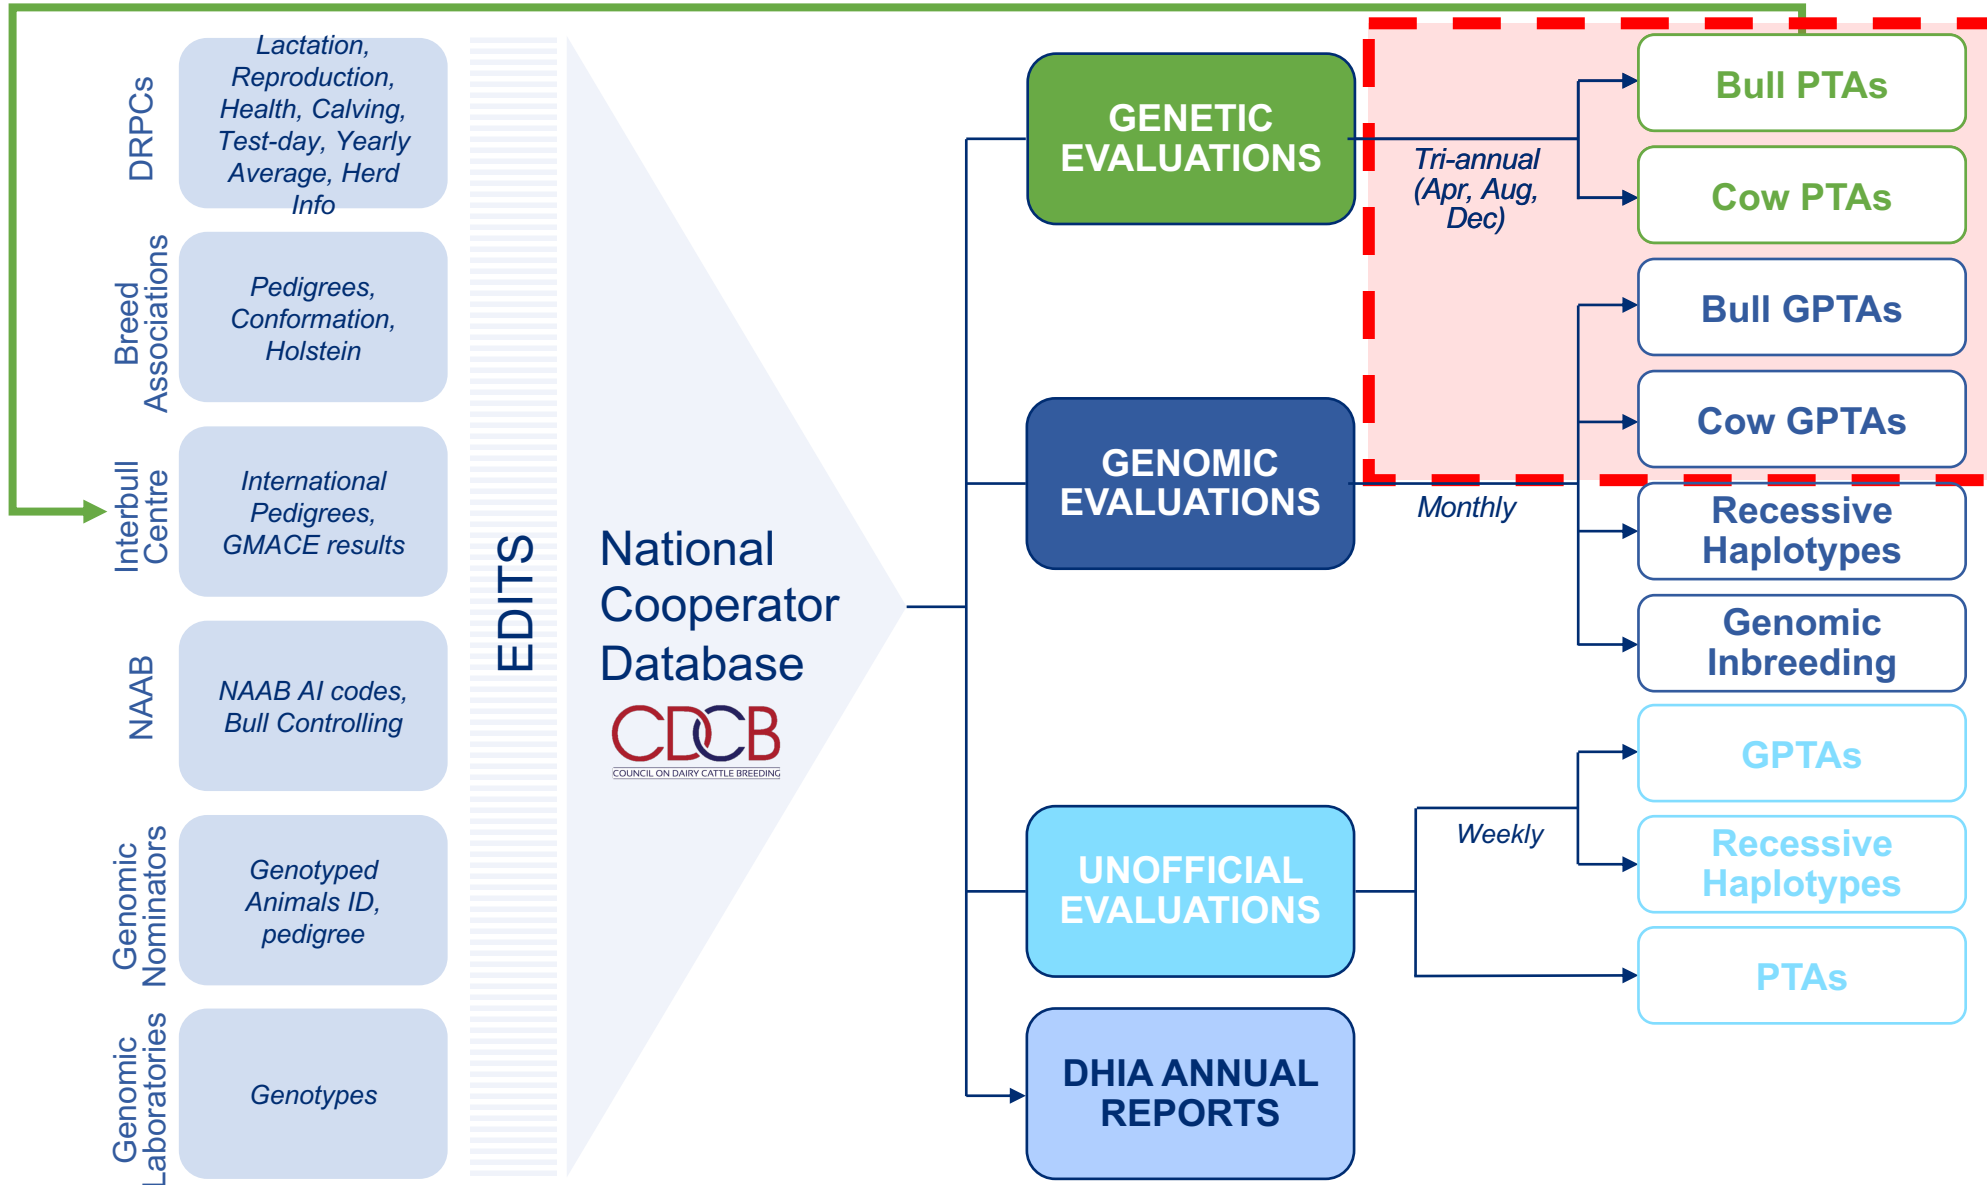 DRPCs
Lactation,
Reproduction,
Health, Calving,
Test-day, Yearly
Average, Herd
Info
Breed
Associations
Pedigrees,
Conformation,
Holstein
Interbull
Centre
International
Pedigrees,
GMACE results
NAAB
NAAB AI codes,
Bull Controlling
Genomic
Nominators
Genotyped
Animals ID,
pedigree
Genomic
Laboratories
Genotypes
EDITS
National
Cooperator
Database
CDCB
COUNCIL ON DAIRY CATTLE BREEDING
GENETIC
EVALUATIONS
Tri-annual
(Apr, Aug,
Dec)
Bull PTAs
Cow PTAs
GENOMIC
EVALUATIONS
Monthly
Bull GPTAs
Cow GPTAs
Recessive
Haplotypes
Genomic
Inbreeding
UNOFFICIAL
EVALUATIONS
Weekly
GPTAs
Recessive
Haplotypes
PTAs
DHIA ANNUAL
REPORTS